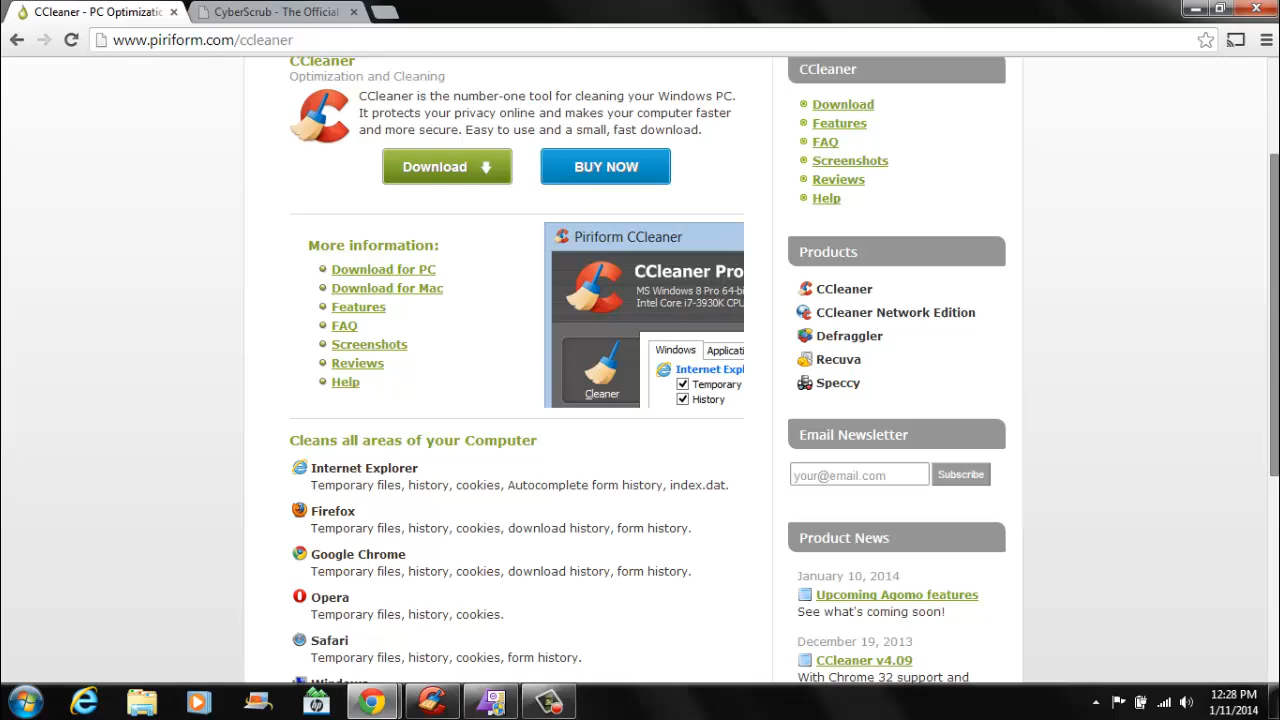 CCleaner - PC Optimizatic
CyberScrub - The Official
www.piriform.com/ccleaner
CCleaner
Optimization and Cleaning
CCleaner is the number-one tool for cleaning your Windows PC.
It protects your privacy online and makes your computer faster
and more secure. Easy to use and a small, fast download.
Download
BUY NOW
More information:
Download for PC
Download for Mac
Features
FAQ
Screenshots
Reviews
Help
Piriform CCleaner
CCleaner Pro
MS Windows 8 Pro 64-bi
Intel Core i7-3930K CPU
Cleaner
Windows
Applicati
Internet Expl
Temporary
History
Cleans all areas of your Computer
Internet Explorer
Temporary files, history, cookies, Autocomplete form history, index.dat.
Firefox
Temporary files, history, cookies, download history, form history.
Google Chrome
Temporary files, history, cookies, download history, form history.
Opera
Temporary files, history, cookies.
Safari
Temporary files, history, cookies, form history.
Windows
CCleaner
Download
Features
FAQ
Screenshots
Reviews
Help
Products
CCleaner
CCleaner Network Edition
Defraggler
Recuva
Speccy
Email Newsletter
your@email.com
Subscribe
Product News
January 10, 2014
Upcoming Agomo features
See what's coming soon!
December 19, 2013
CCleaner v4.09
With Chrome 32 support and
hp
12:28 PM
1/11/2014